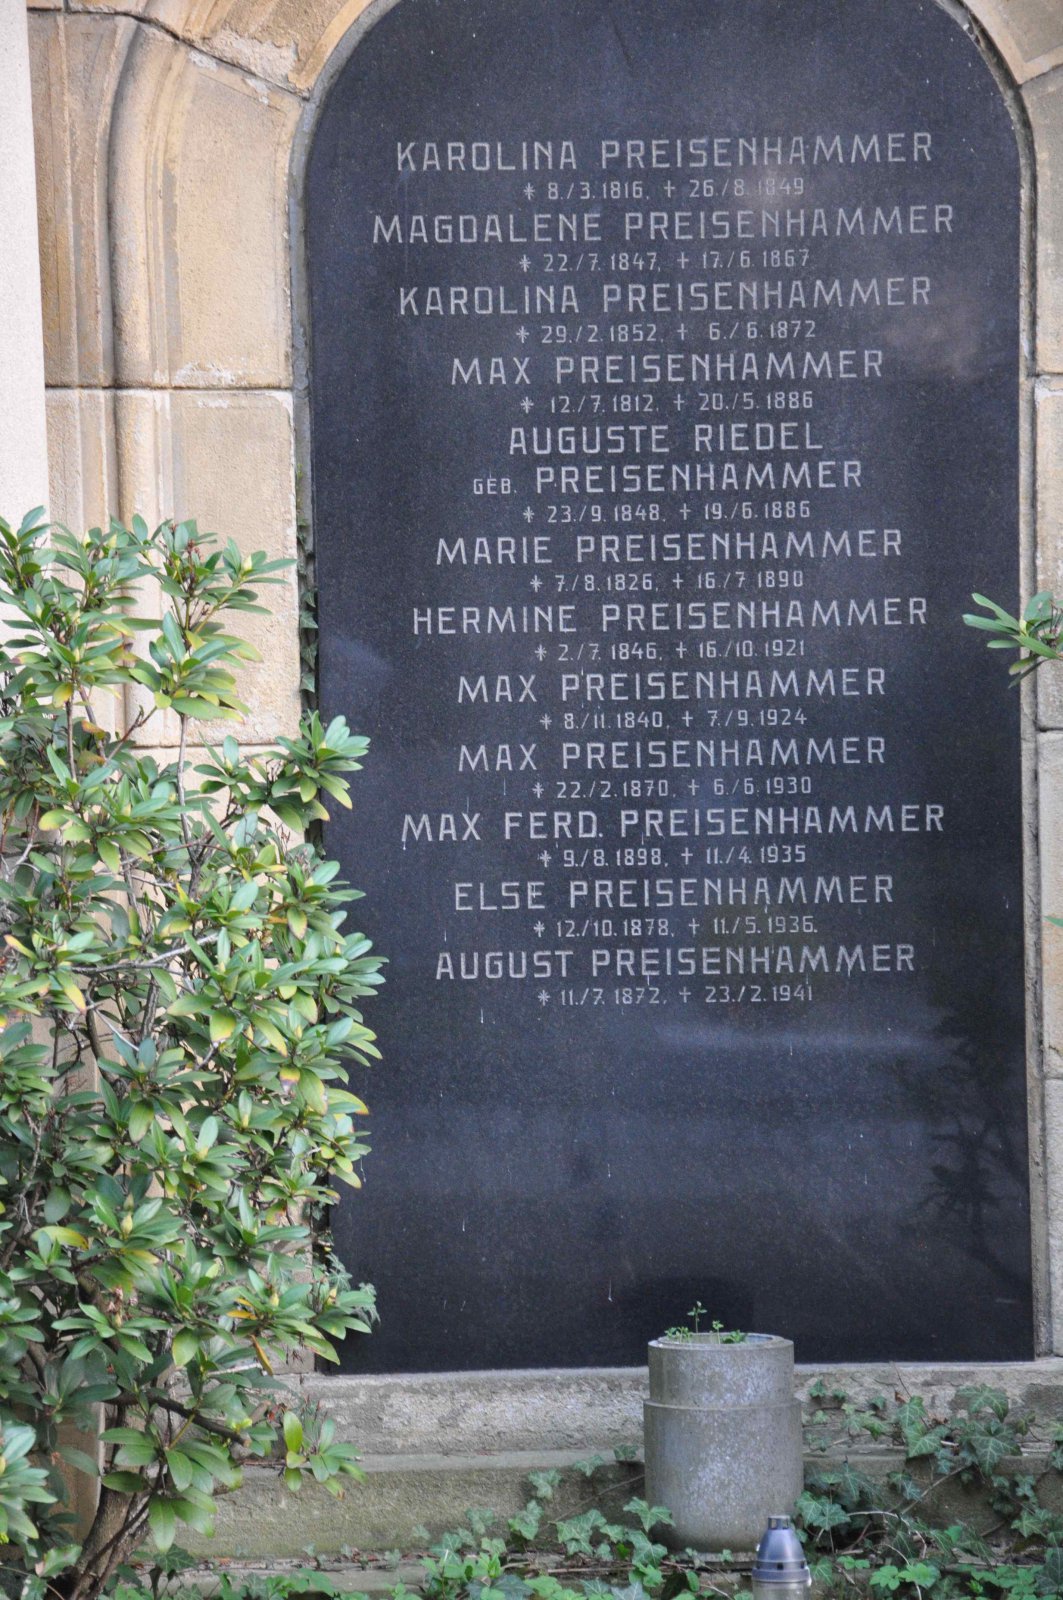 KAROLINA PREISENHAMMER
* 8./3.1816, † 26./8.1849
MAGDALENE PREISENHAMMER
* 22./7.1847, † 17./6.1867
KAROLINA PREISENHAMMER
* 29./2.1852, † 6./6.1872
MAX PREISENHAMMER
* 12./7.1812, † 20./5.1886
AUGUSTE RIEDEL
GEB. PREISENHAMMER
* 23./9.1848, † 19./6.1886
MARIE PREISENHAMMER
* 7./8.1826, † 16./7.1890
HERMINE PREISENHAMMER
* 2./7.1846, † 16./10.1921
MAX PREISENHAMMER
* 8./11.1840, † 7./9.1924
MAX PREISENHAMMER
* 22./2.1870, † 6./6.1930
MAX FERD. PREISENHAMMER
* 9./8.1898, † 11./4.1935
ELSE PREISENHAMMER
* 12./10.1878, † 11./5.1936.
AUGUST PREISENHAMMER
* 11./7.1872, † 23./2.1941